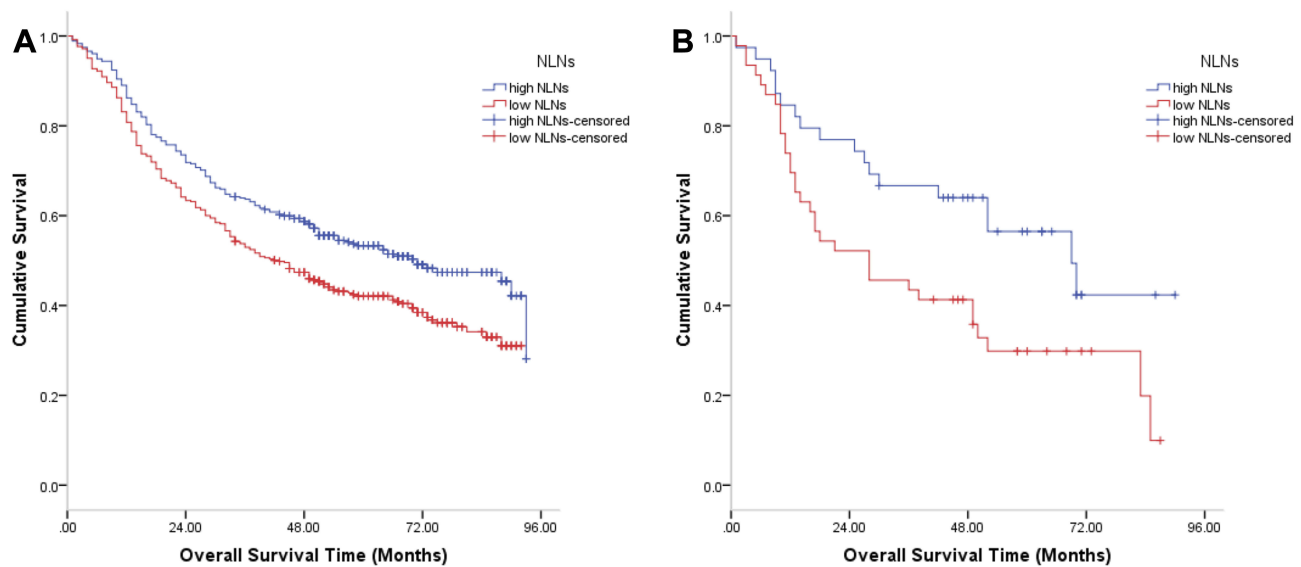 A
Cumulative Survival
1.0
0.8
0.6
0.4
0.2
0.0
NLNs
high NLNs
low NLNs
high NLNs-censored
low NLNs-censored
.00 24.00 48.00 72.00 96.00
Overall Survival Time (Months)
B
Cumulative Survival
1.0
0.8
0.6
0.4
0.2
0.0
NLNs
high NLNs
low NLNs
high NLNs-censored
low NLNs-censored
.00 24.00 48.00 72.00 96.00
Overall Survival Time (Months)